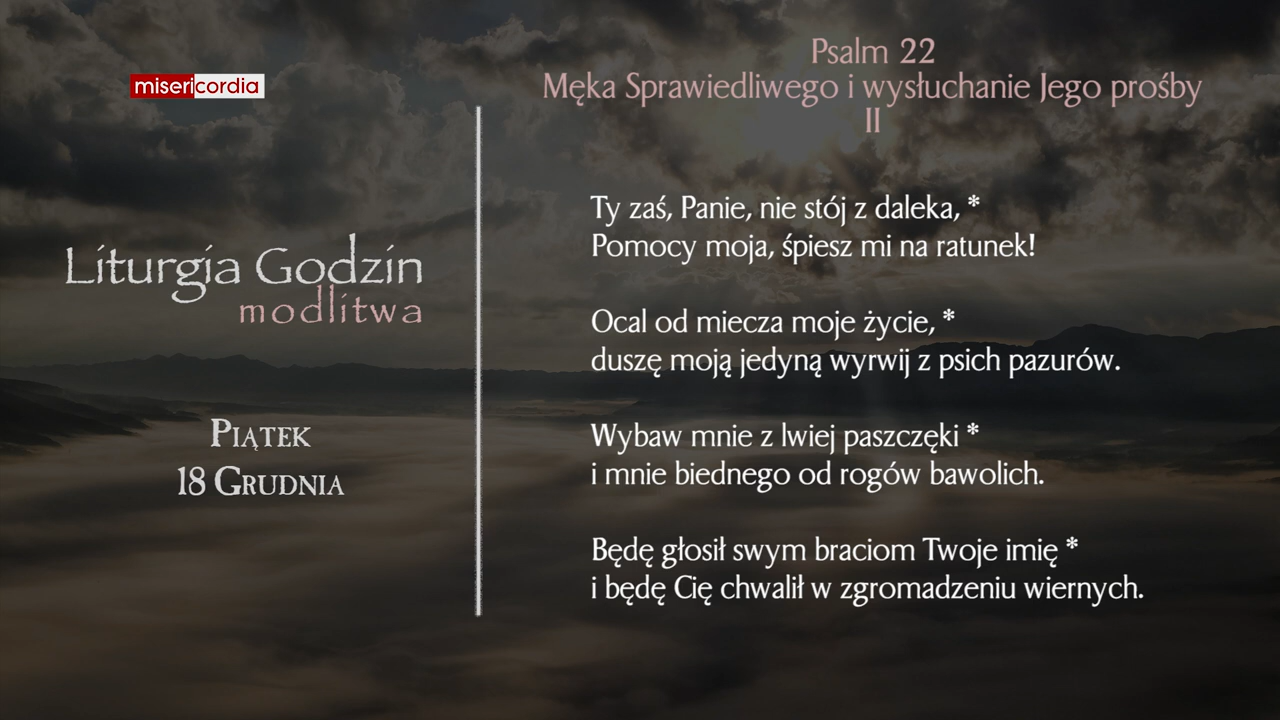 misericordia
Liturgia Godzin
modlitwa
Piątek
18 Grudnia
Psalm 22
Męka Sprawiedliwego i wysłuchanie Jego prośby
II
Ty zaś, Panie, nie stój z daleka, *
Pomocy moja, śpiesz mi na ratunek!
Ocal od miecza moje życie, *
duszę moją jedyną wyrwij z psich pazurów.
Wybaw mnie z lwiej paszczęki *
i mnie biednego od rogów bawolich.
Będę głosił swym braciom Twoje imię *
i będę Cię chwalił w zgromadzeniu wiernych.